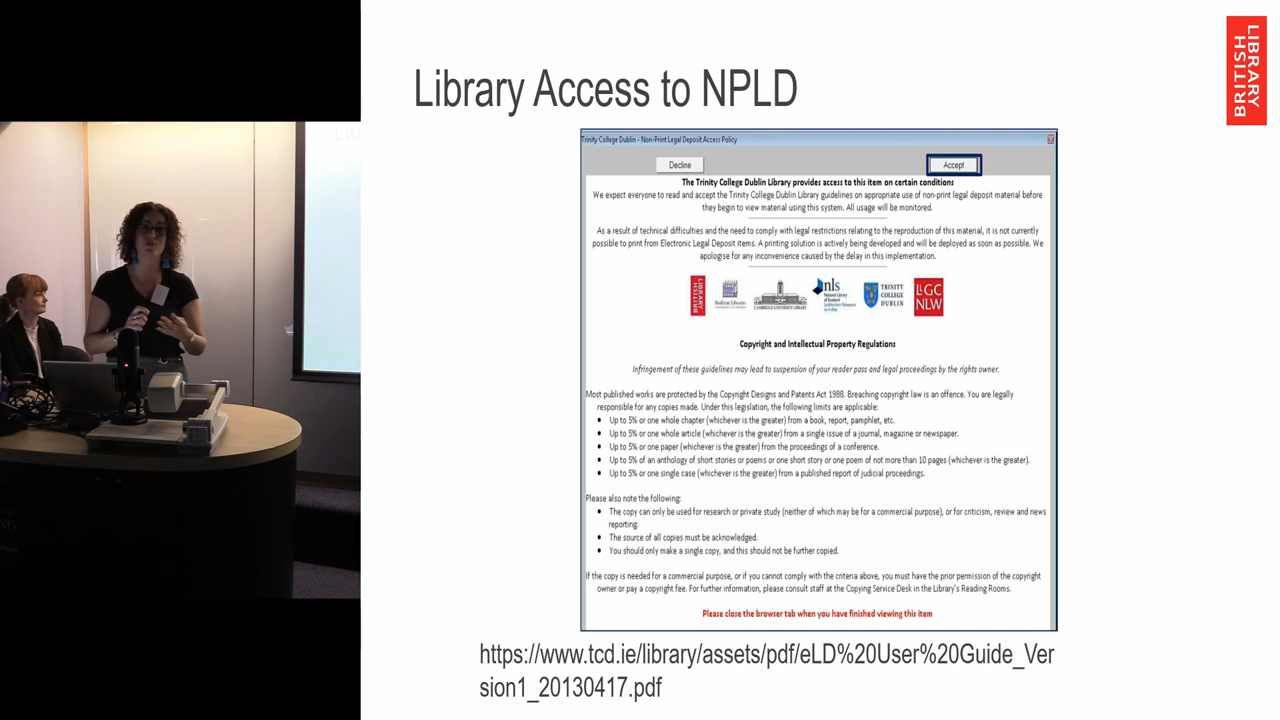 Library Access to NPLD
LIBRARY
BRITISH
Trinity College Dublin - Non-Print Legal Deposit Access Policy
Decline
Accept
The Trinity College Dublin Library provides access to this item on certain conditions
We expect everyone to read and accept the Trinity College Dublin Library guidelines on appropriate use of non-print legal deposit material before
they begin to view material using this system. All usage will be monitored.
As a result of technical difficulties and the need to comply with legal restrictions relating to the reproduction of this material, it is not currently
possible to print from Electronic Legal Deposit items. A printing solution is actively being developed and will be deployed as soon as possible. We
apologise for any inconvenience caused by the delay in this implementation.
LIBRARY
BRITISH
Bodleian Libraries
CAMBRIDGE UNIVERSITY LIBRARY
nls
National Library
of Scotland
TRINITY
COLLEGE
DUBLIN
LlGC
NLW
Copyright and Intellectual Property Regulations
Infringement of these guidelines may lead to suspension of your reader pass and legal proceedings by the rights owner.
Most published works are protected by the Copyright Designs and Patents Act 1988. Breaching copyright law is an offence. You are legally
responsible for any copies made. Under this legislation, the following limits are applicable:
● Up to 5% or one whole chapter (whichever is the greater) from a book, report, pamphlet, etc.
● Up to 5% or one whole article (whichever is the greater) from a single issue of a journal, magazine or newspaper.
● Up to 5% or one paper (whichever is the greater) from the proceedings of a conference.
● Up to 5% of an anthology of short stories or poems or one short story or one poem of not more than 10 pages (whichever is the greater).
● Up to 5% or one single case (whichever is the greater) from a published report of judicial proceedings.
Please also note the following:
● The copy can only be used for research or private study (neither of which may be for a commercial purpose), or for criticism, review and news
reporting.
● The source of all copies must be acknowledged.
● You should only make a single copy, and this should not be further copied.
If the copy is needed for a commercial purpose, or if you cannot comply with the criteria above, you must have the prior permission of the copyright
owner or pay a copyright fee. For further information, please consult staff at the Copying Service Desk in the Library's Reading Rooms.
Please close the browser tab when you have finished viewing this item
https://www.tcd.ie/library/assets/pdf/eLD%20User%20Guide_Ver
sion1_20130417.pdf